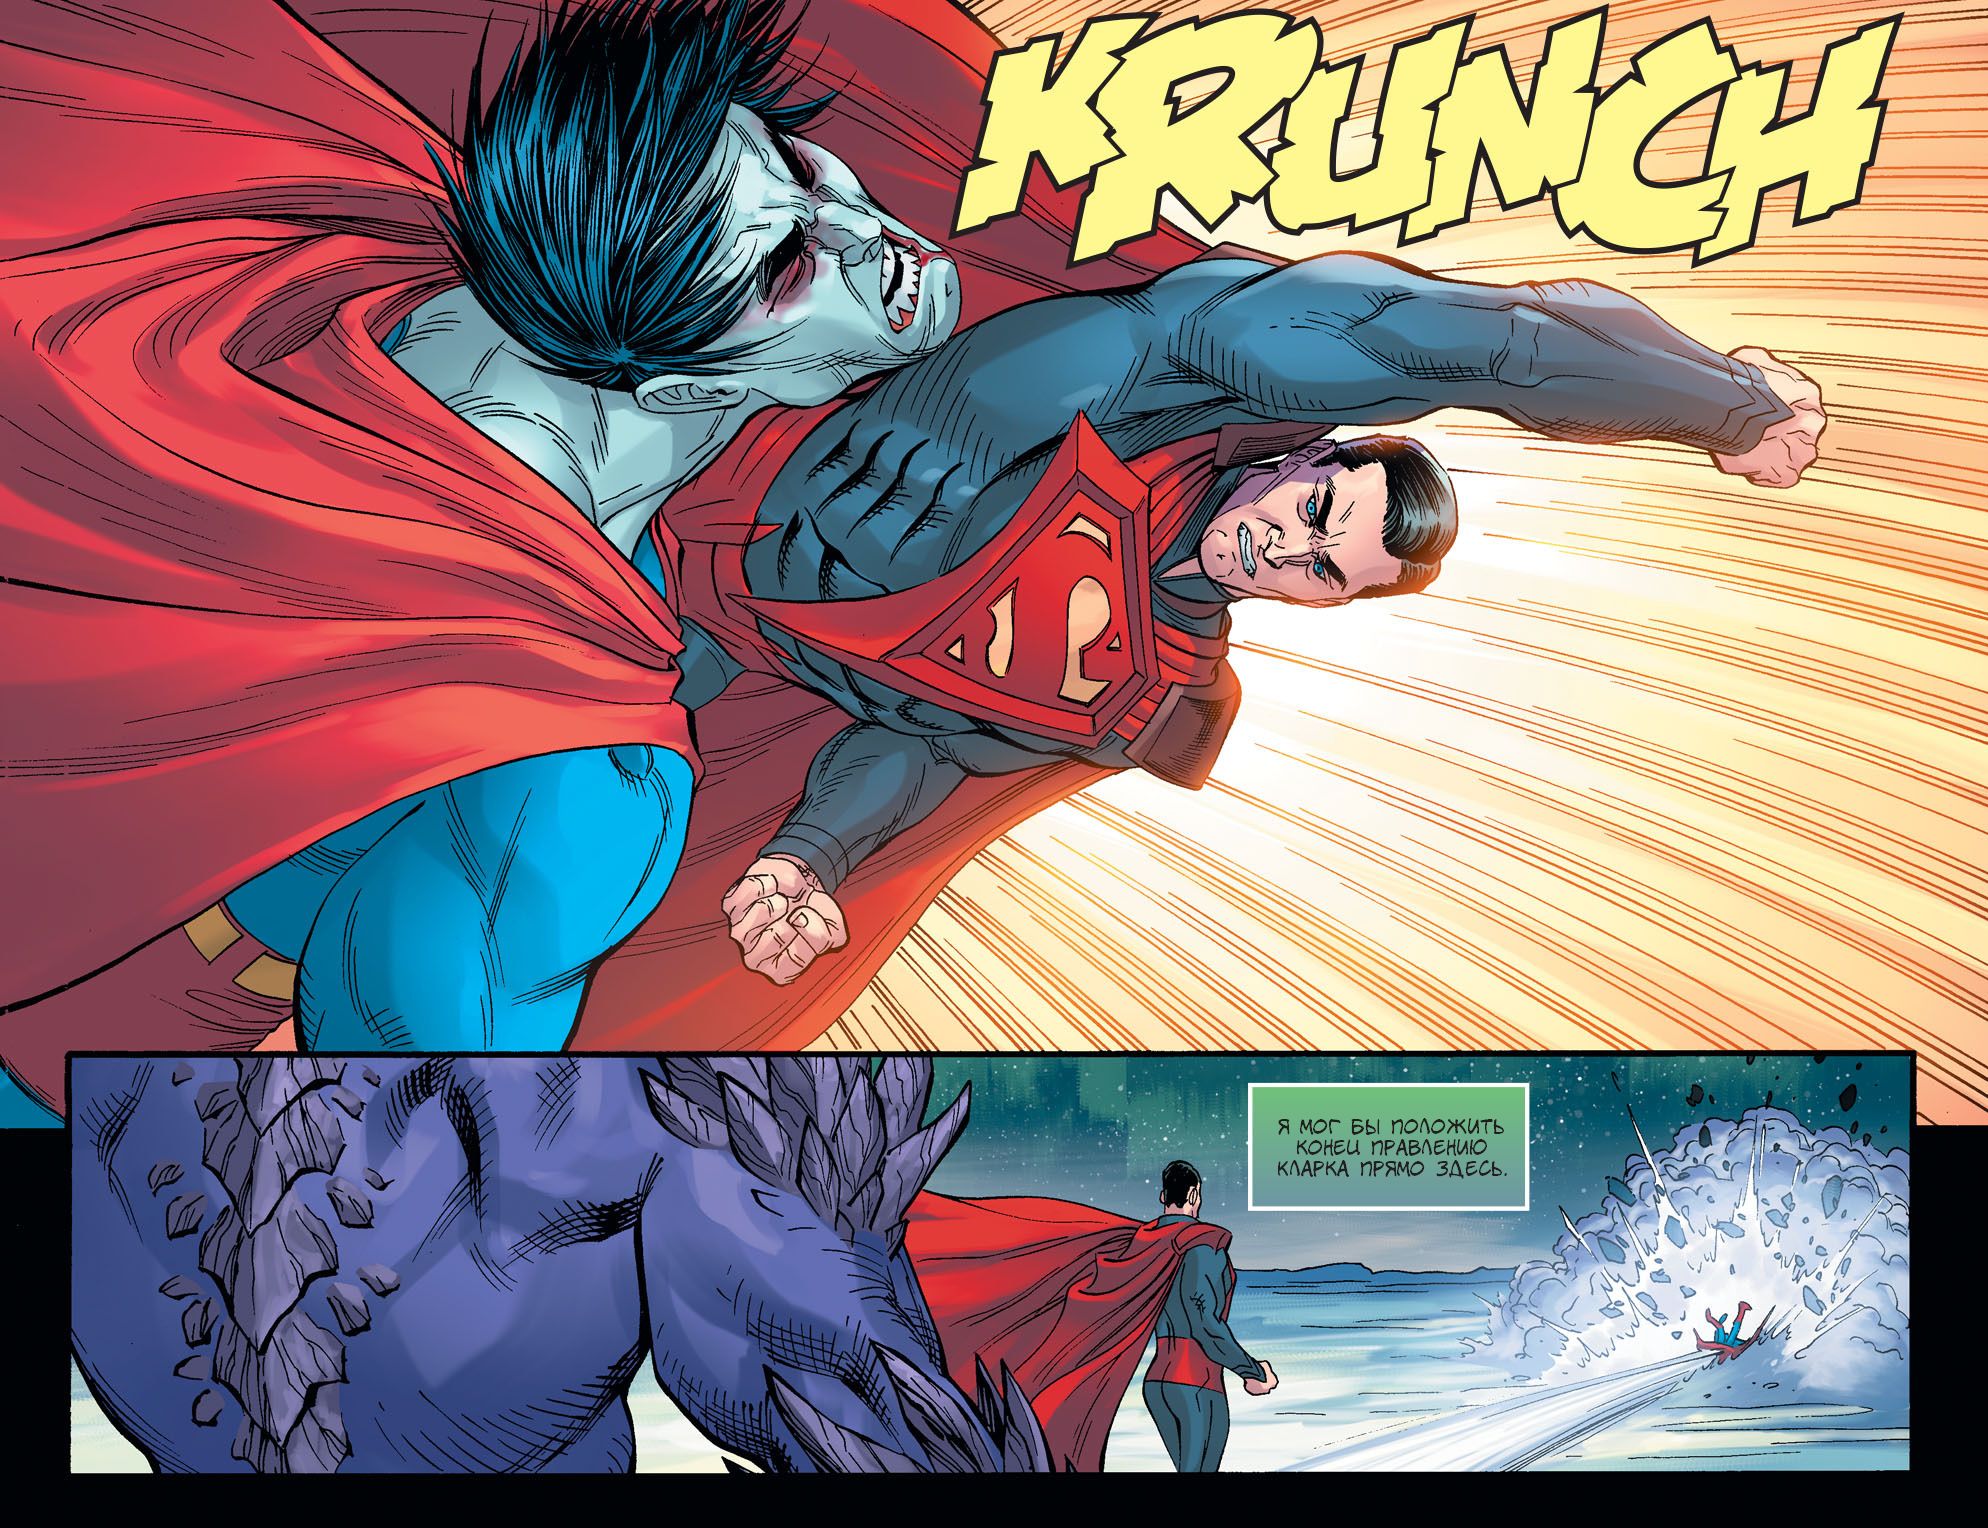 KRUNCH
Я МОГ БЫ ПОЛОЖИТЬ
КОНЕЦ ПРАВЛЕНИЮ
КЛАРКА ПРЯМО ЗДЕСЬ.